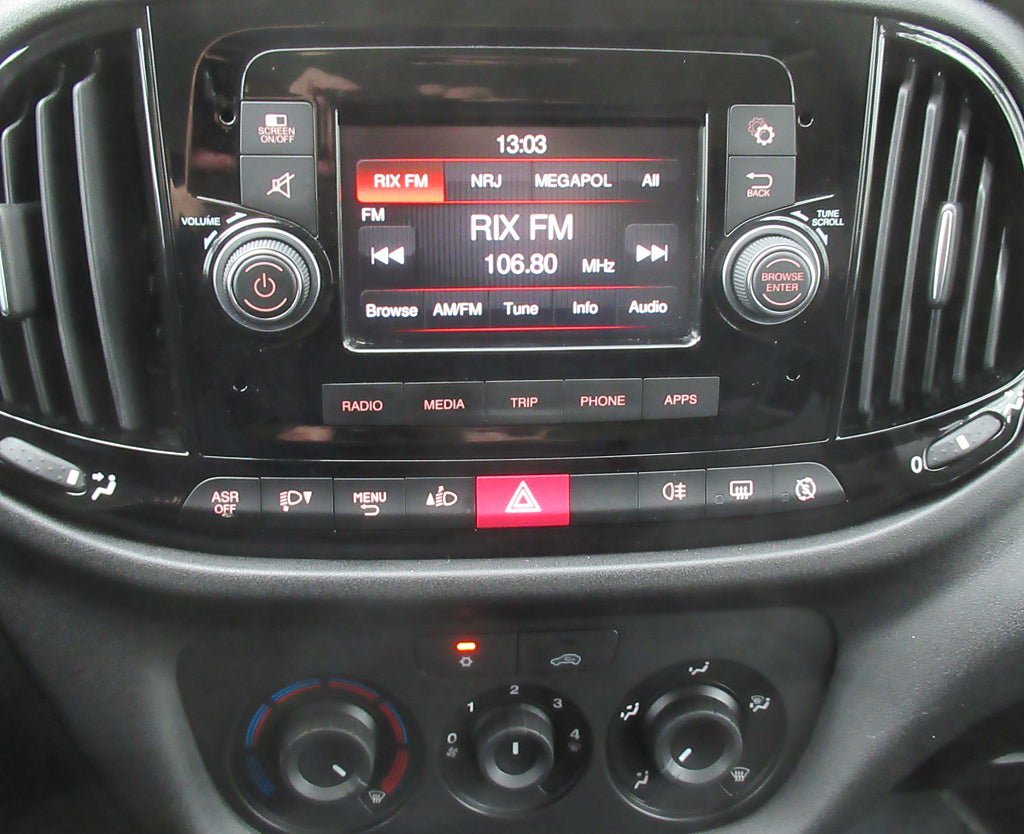 SCREEN
ON/OFF
13:03
RIX FM NRJ MEGAPOL All
BACK
VOLUME
FM
RIX FM
TUNE
SCROLL
106.80 MHz
BROWSE
ENTER
Browse AM/FM Tune Info Audio
RADIO MEDIA TRIP PHONE APPS
0
ASR
OFF
MENU
0 1 2 3 4